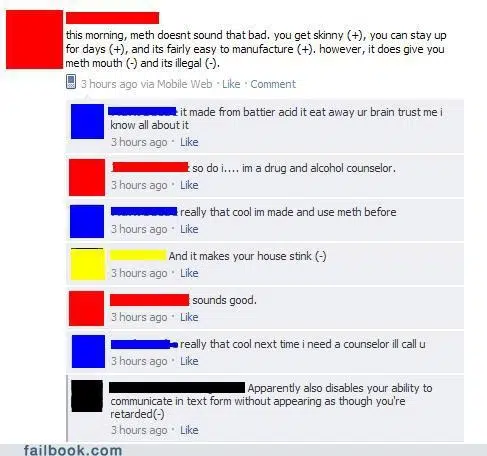 this morning, meth doesnt sound that bad. you get skinny (+), you can stay up
for days (+), and its fairly easy to manufacture (+). however, it does give you
meth mouth (-) and its illegal (-).
3 hours ago via Mobile Web · Like · Comment
it made from battier acid it eat away ur brain trust me i
know all about it
3 hours ago · Like
so do i.... im a drug and alcohol counselor.
3 hours ago · Like
really that cool im made and use meth before
3 hours ago · Like
And it makes your house stink (-)
3 hours ago · Like
sounds good.
3 hours ago · Like
really that cool next time i need a counselor ill call u
3 hours ago · Like
Apparently also disables your ability to
communicate in text form without appearing as though you're
retarded(-)
3 hours ago · Like
failbook.com